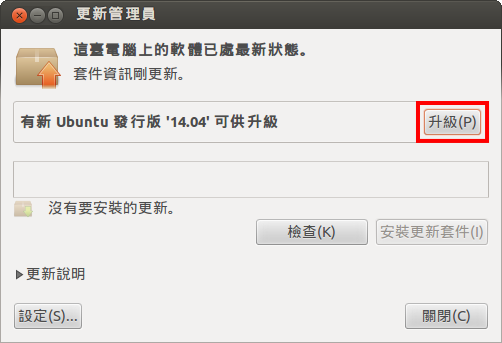 更新管理員
這臺電腦上的軟體已處最新狀態。
套件資訊剛更新。
有新 Ubuntu 發行版 '14.04' 可供升級
升級(P)
沒有要安裝的更新。
檢查(K)
安裝更新套件(I)
更新說明
設定(S)...
關閉(C)